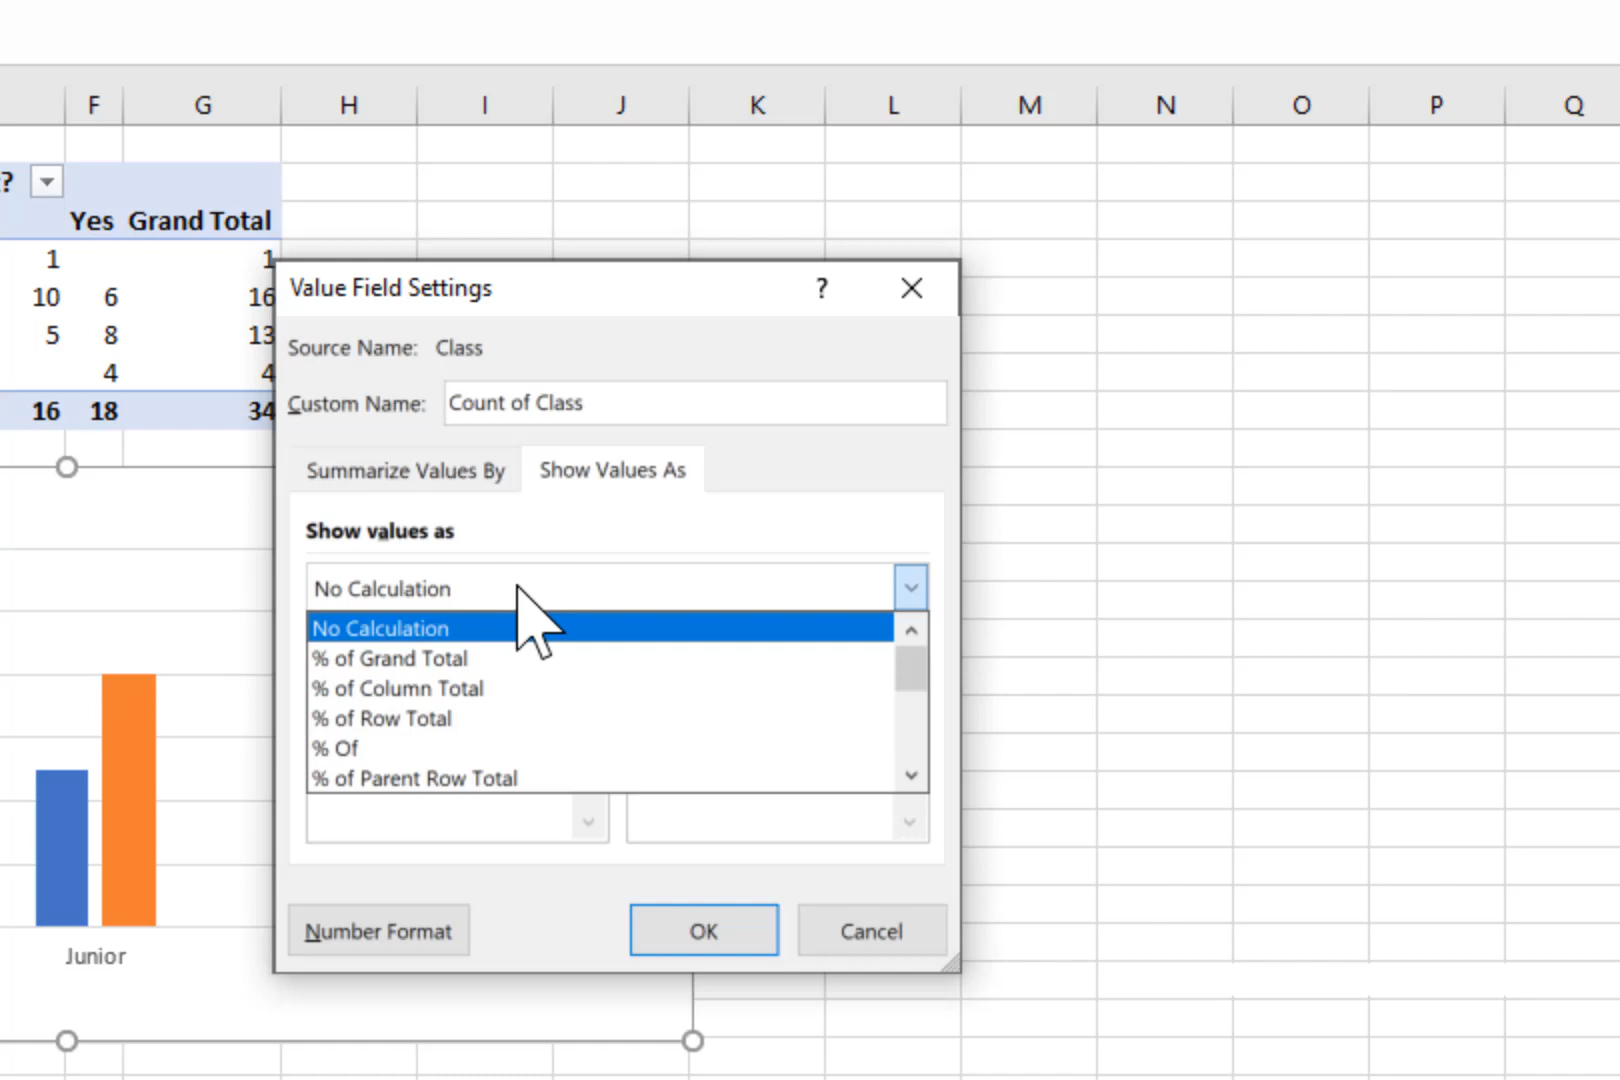 F G H I J K L M N O P Q
?
Yes Grand Total
1 1
10 6 16
5 8 13
4 4
16 18 34
Value Field Settings ?
Source Name: Class
Custom Name: Count of Class
Summarize Values By Show Values As
Show values as
No Calculation
No Calculation
% of Grand Total
% of Column Total
% of Row Total
% Of
% of Parent Row Total
Number Format OK Cancel
Junior